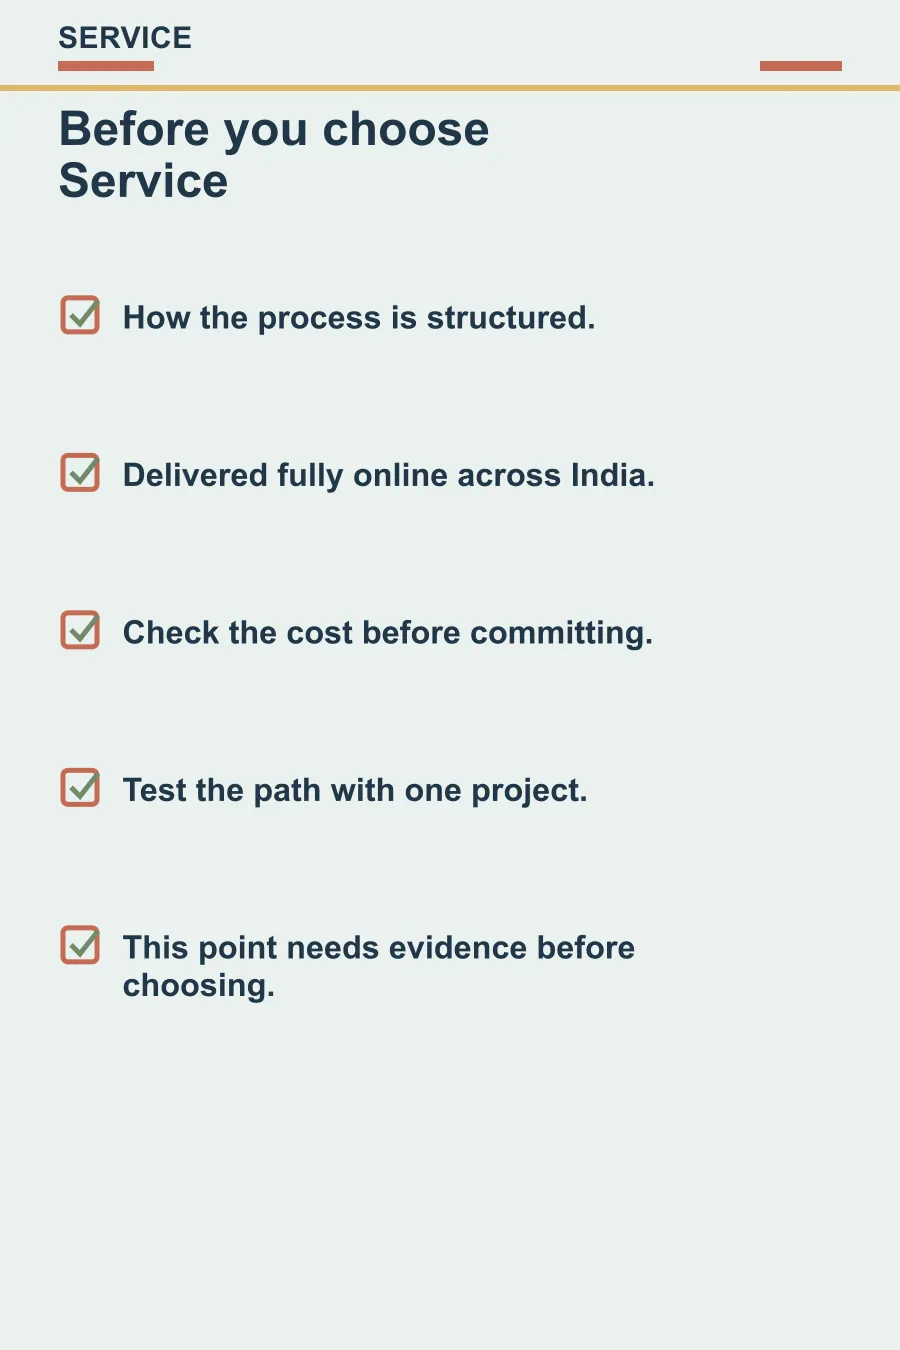 SERVICE
Before you choose
Service
How the process is structured.
Delivered fully online across India.
Check the cost before committing.
Test the path with one project.
This point needs evidence before
choosing.